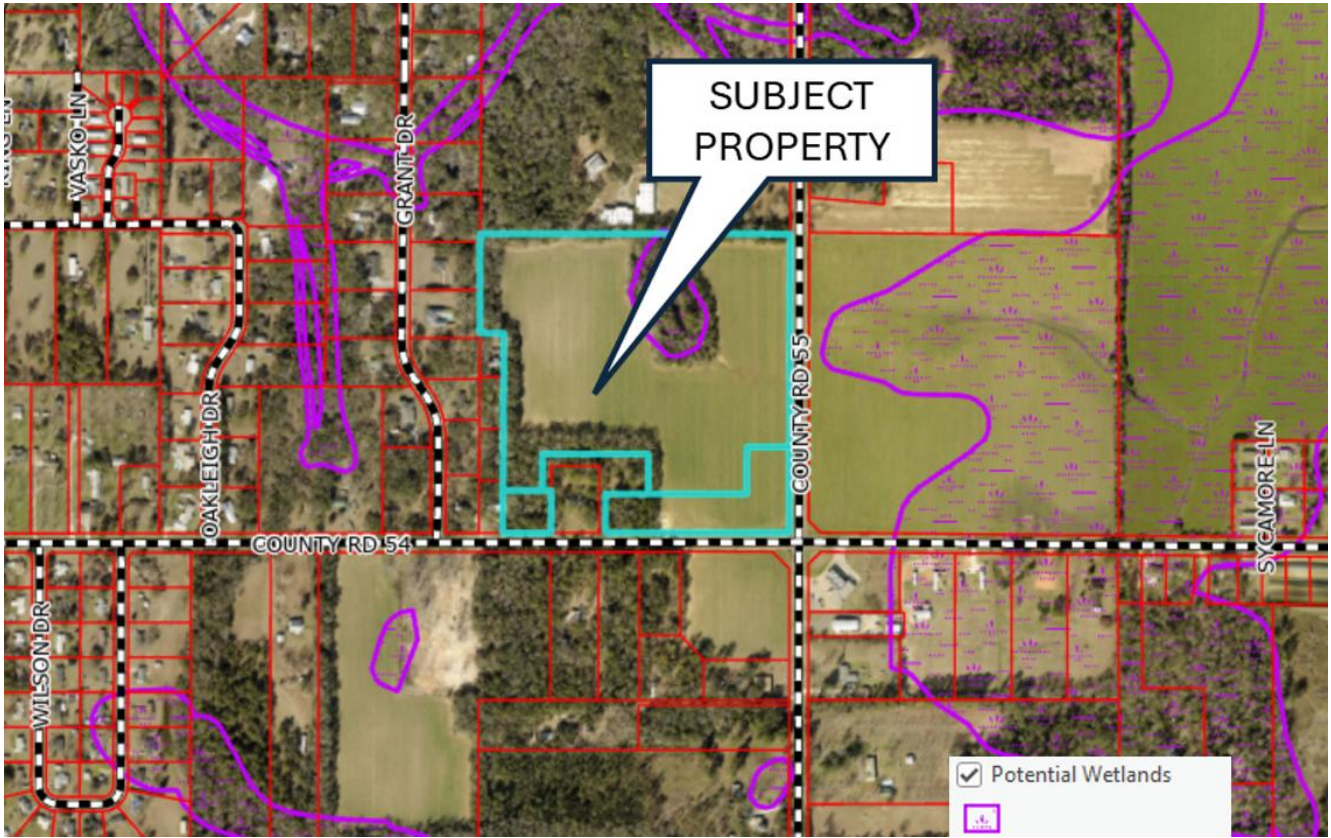 SUBJECT
PROPERTY
VASKO LN
GRANT DR
OAKLEIGH DR
COUNTY RD 55
COUNTY RD 54
SYCAMORE LN
WILSON DR
Potential Wetlands